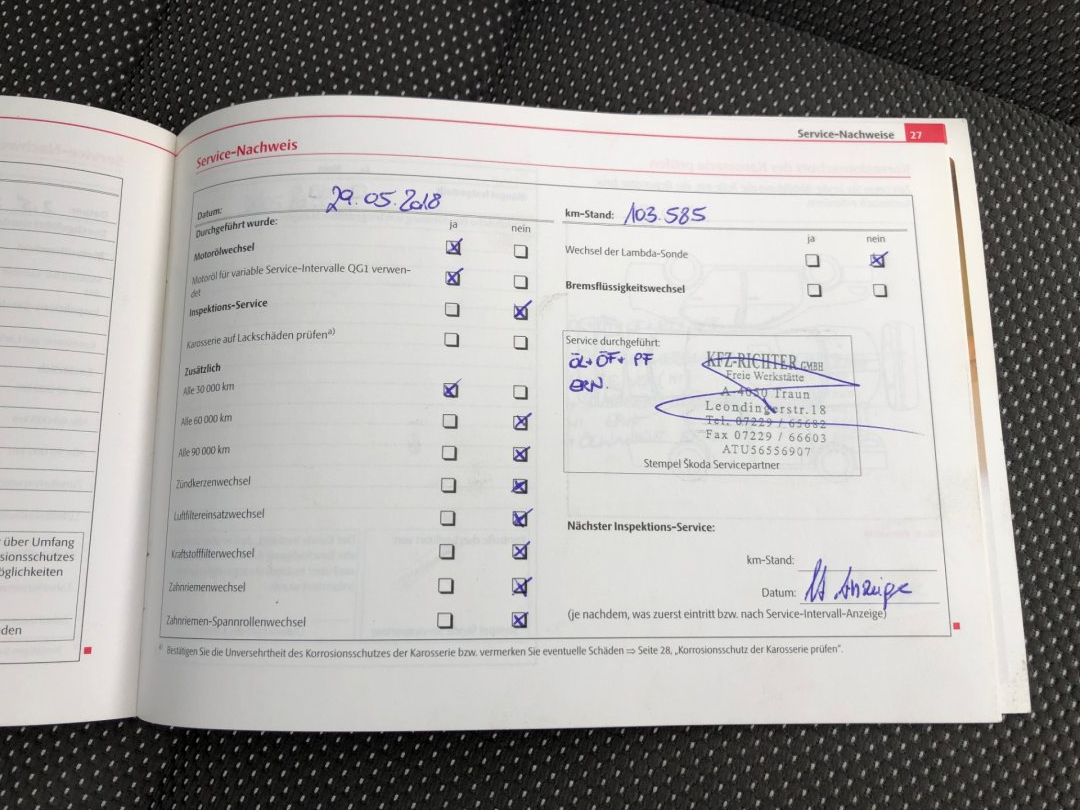 Service-Nachweise 27
Service-Nachweis
Datum: 29.05.2018
km-Stand: 103.585
Durchgeführt wurde: ja nein
Motorölwechsel
Motoröl für variable Service-Intervalle QG1 verwen-
det
Inspektions-Service
Karosserie auf Lackschäden prüfen a)
Zusätzlich
Alle 30 000 km
Alle 60 000 km
Alle 90 000 km
Zündkerzenwechsel
Luftfiltereinsatzwechsel
Kraftstofffilterwechsel
Zahnriemenwechsel
Zahnriemen-Spannrollenwechsel
ja nein
Wechsel der Lambda-Sonde
Bremsflüssigkeitswechsel
Service durchgeführt:
ÖL+ ÖF+ PF
ERN.
KFZ-RICHTER GMBH
Freie Werkstätte
A-4050 Traun
Leondingerstr.18
Tel. 07229 / 65682
Fax 07229 / 66603
ATU56556907
Stempel Škoda Servicepartner
Nächster Inspektions-Service:
km-Stand:
Datum: lt Anzeige
(je nachdem, was zuerst eintritt bzw. nach Service-Intervall-Anzeige)
a) Bestätigen Sie die Unversehrtheit des Korrosionsschutzes der Karosserie bzw. vermerken Sie eventuelle Schäden ⇒ Seite 28, „Korrosionsschutz der Karosserie prüfen“.
über Umfang
sionsschutzes
öglichkeiten
den